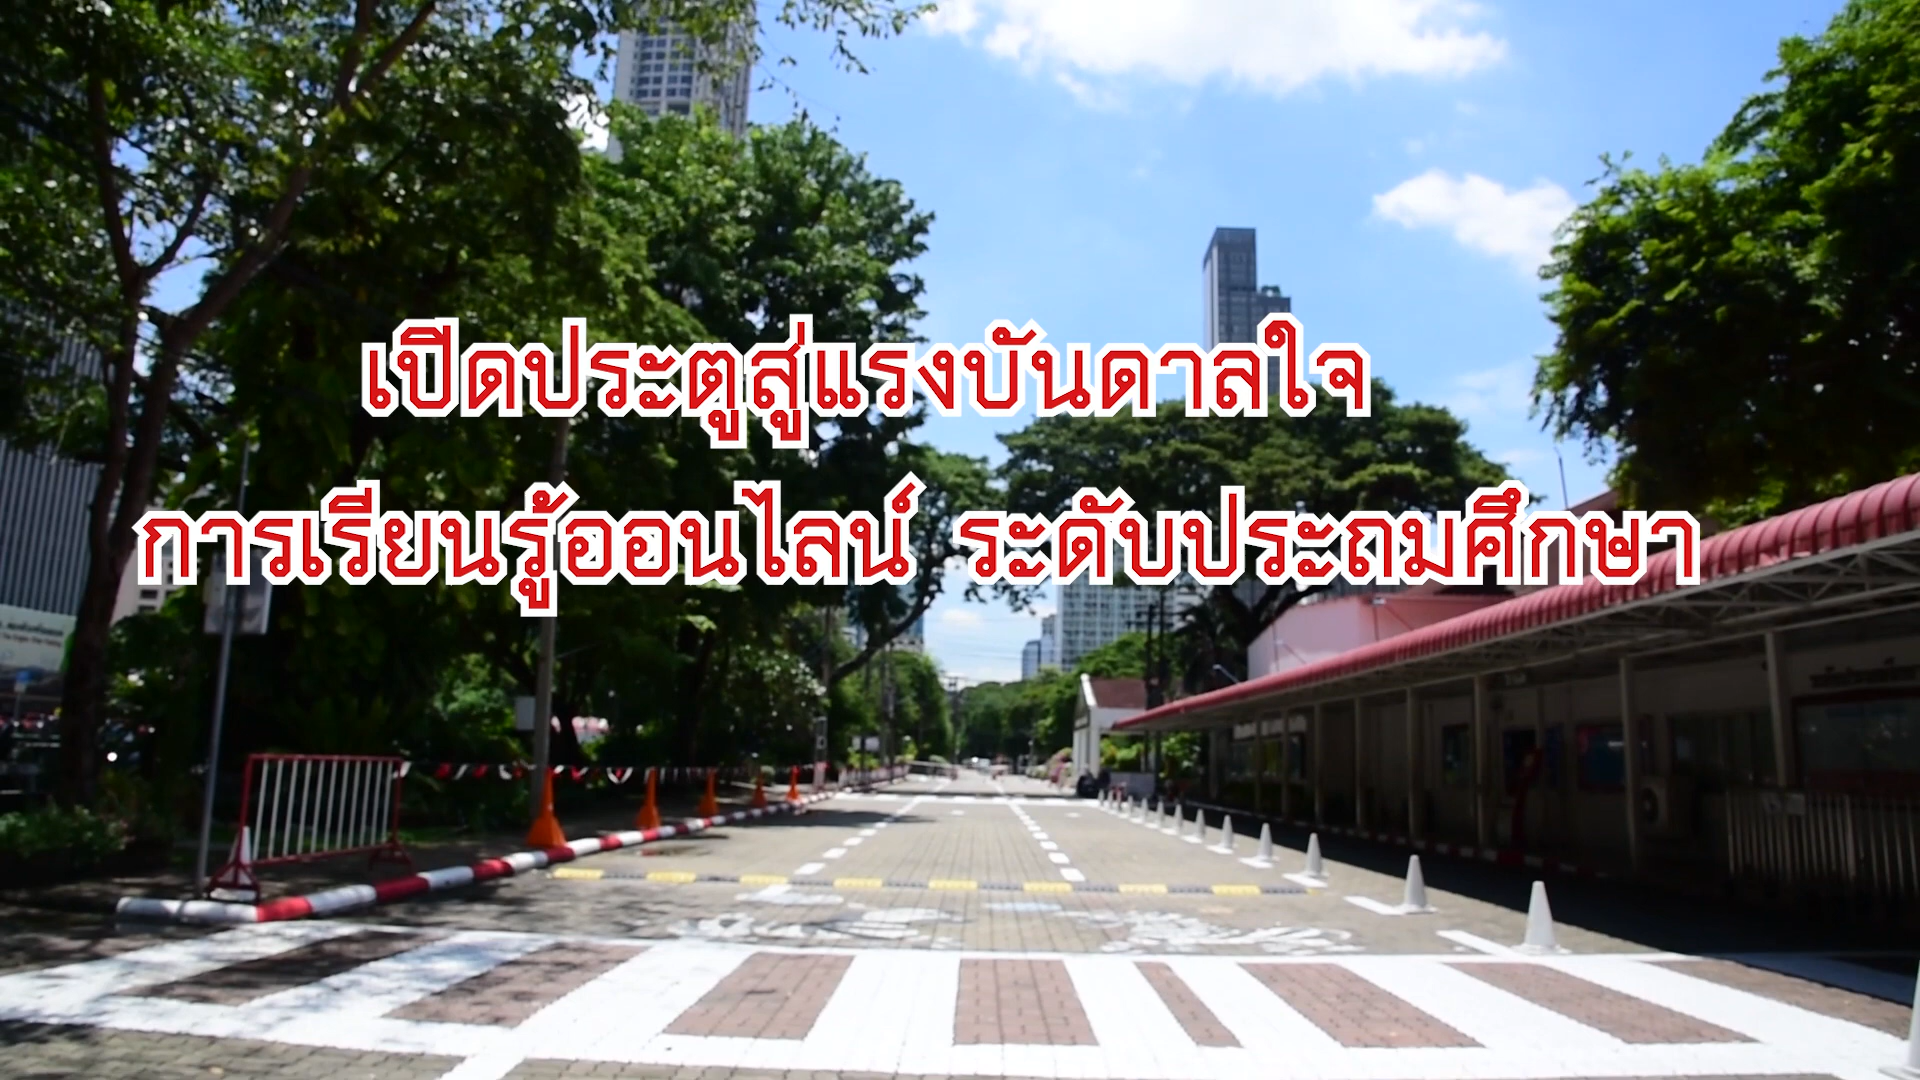 เปิดประตูสู่แรงบันดาลใจ
การเรียนรู้ออนไลน์ ระดับประถมศึกษา